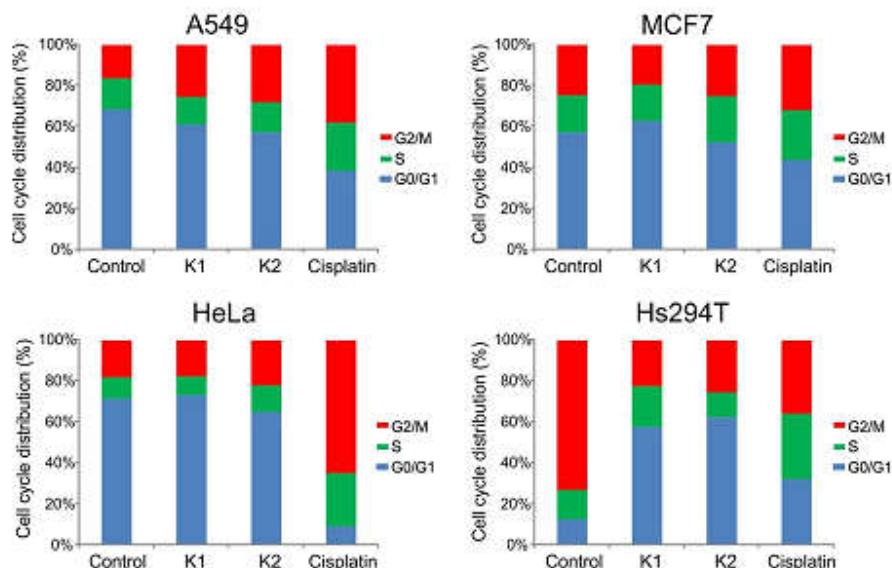 A549
Cell cycle distribution (%)
100%
80%
60%
40%
20%
0%
Control K1 K2 Cisplatin
G2/M
S
G0/G1
MCF7
Cell cycle distribution (%)
100%
80%
60%
40%
20%
0%
Control K1 K2 Cisplatin
G2/M
S
G0/G1
HeLa
Cell cycle distribution (%)
100%
80%
60%
40%
20%
0%
Control K1 K2 Cisplatin
G2/M
S
G0/G1
Hs294T
Cell cycle distribution (%)
100%
80%
60%
40%
20%
0%
Control K1 K2 Cisplatin
G2/M
S
G0/G1